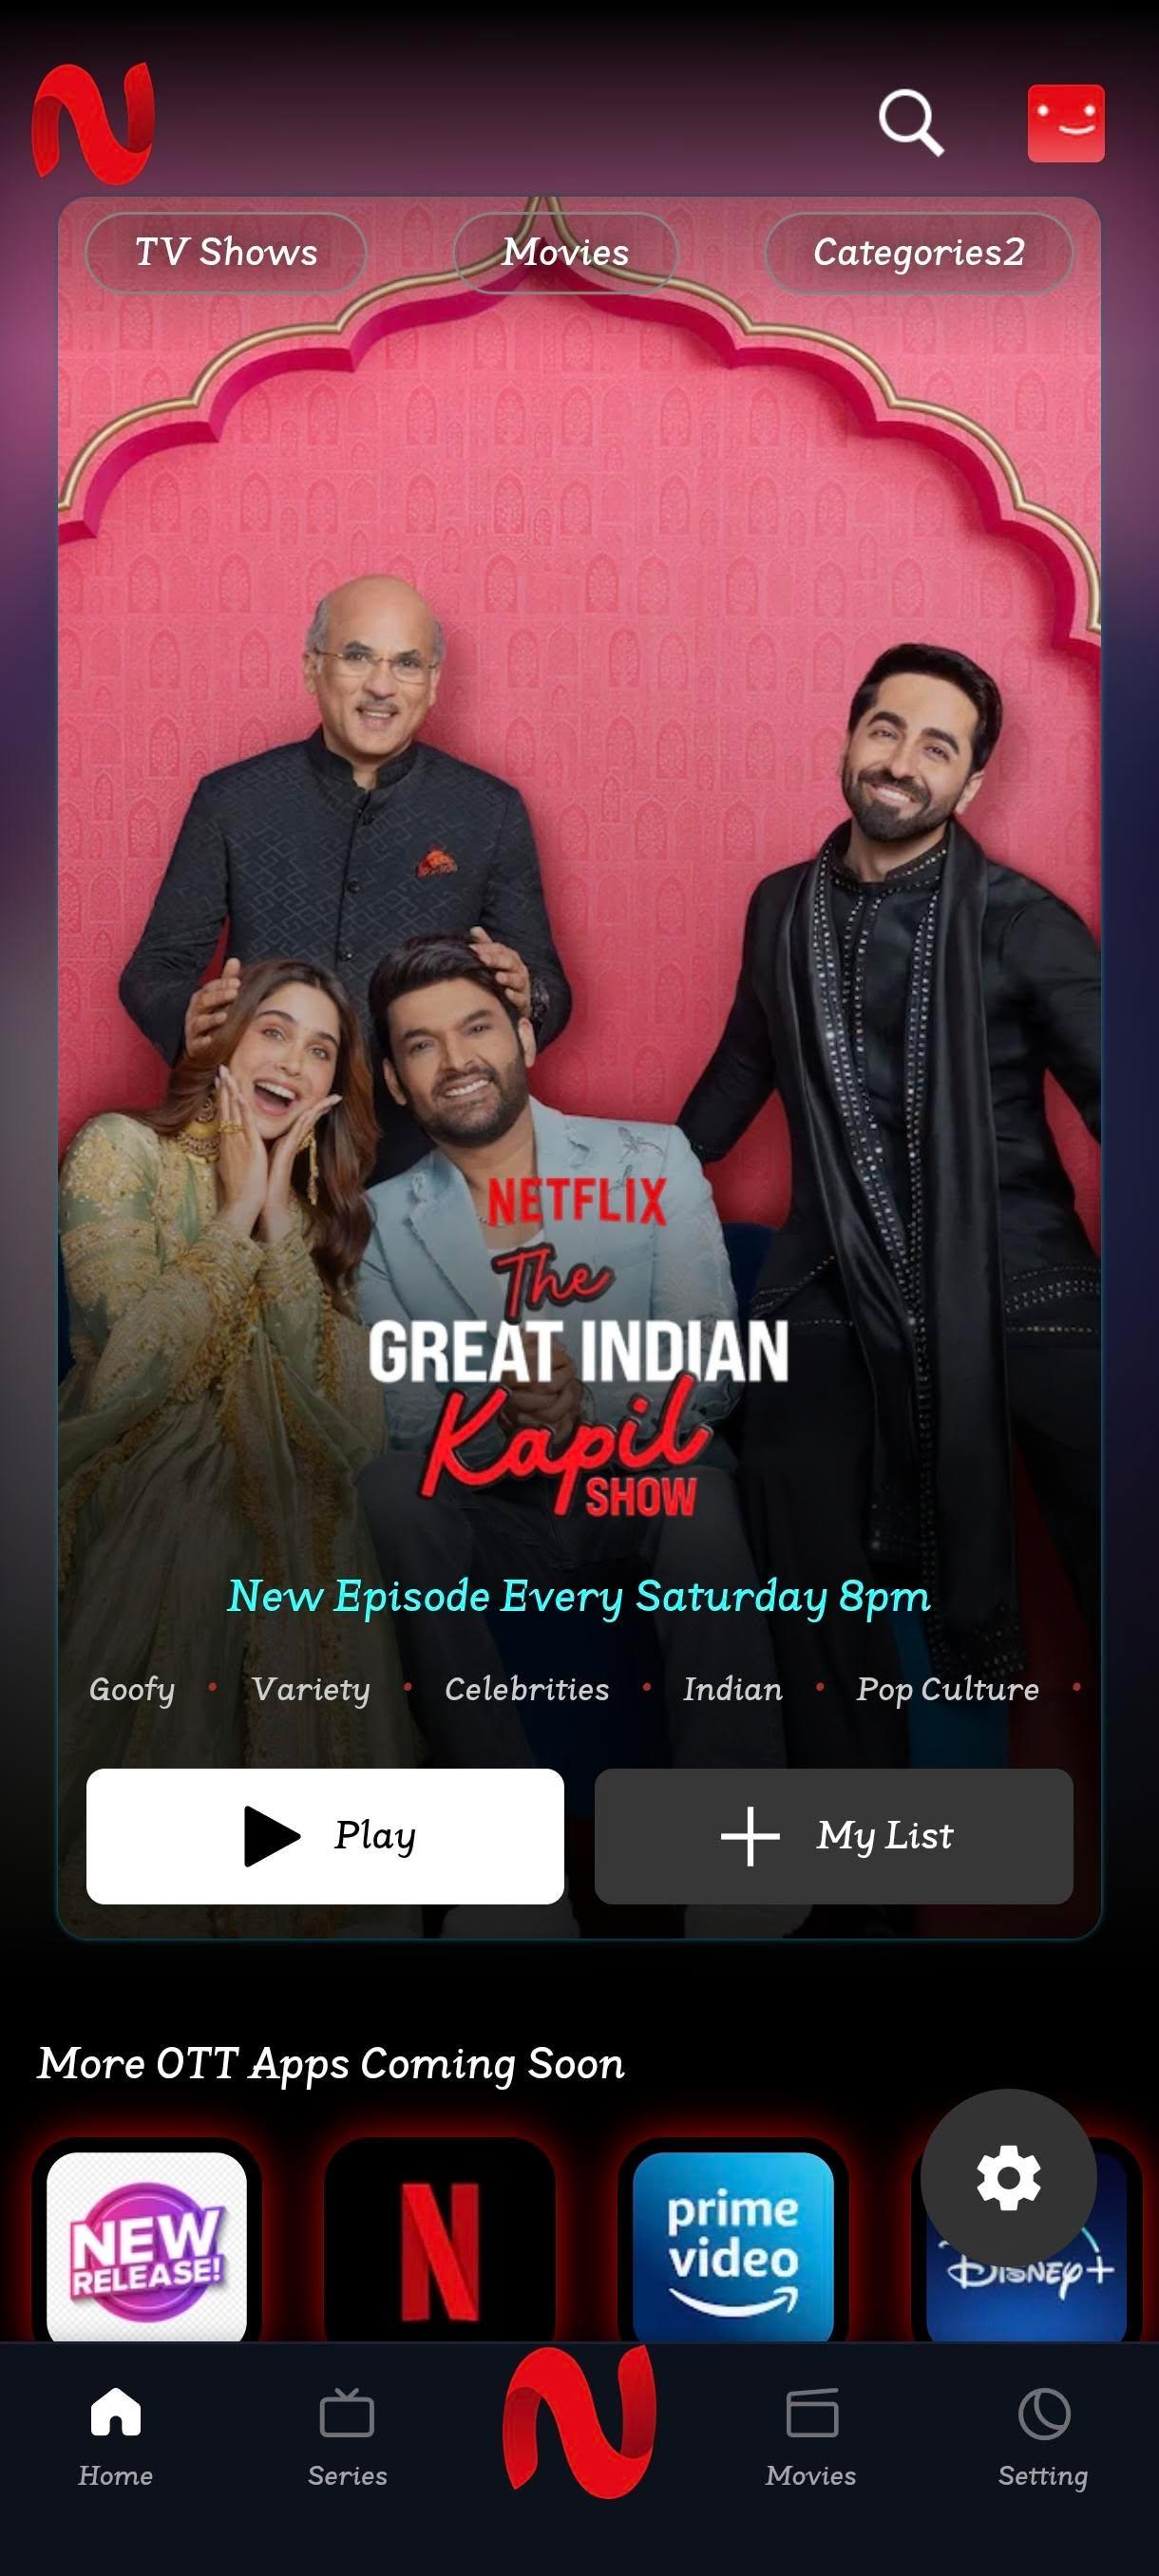 TV Shows
Movies
Categories2
NETFLIX
The
GREAT INDIAN
Kapil
SHOW
New Episode Every Saturday 8pm
Goofy • Variety • Celebrities • Indian • Pop Culture •
Play
My List
More OTT Apps Coming Soon
NEW
RELEASE!
N
prime
video
DISNEY+
Home
Series
Movies
Setting